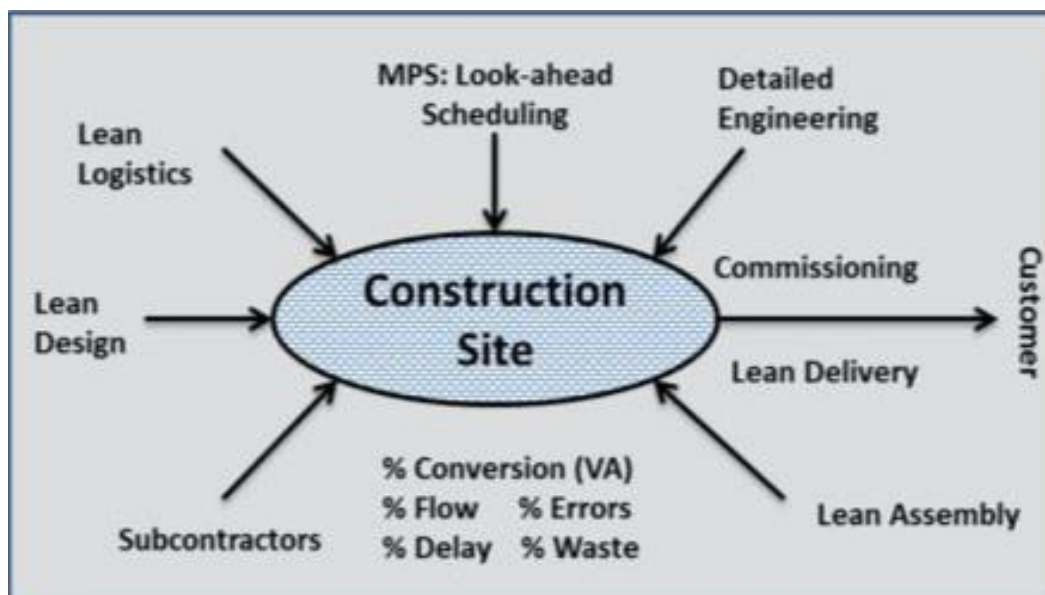 MPS: Look-ahead
Scheduling
Detailed
Engineering
Lean
Logistics
Construction
Site
Commissioning
Customer
Lean
Design
Lean Delivery
% Conversion (VA)
% Flow % Errors
% Delay % Waste
Subcontractors
Lean Assembly